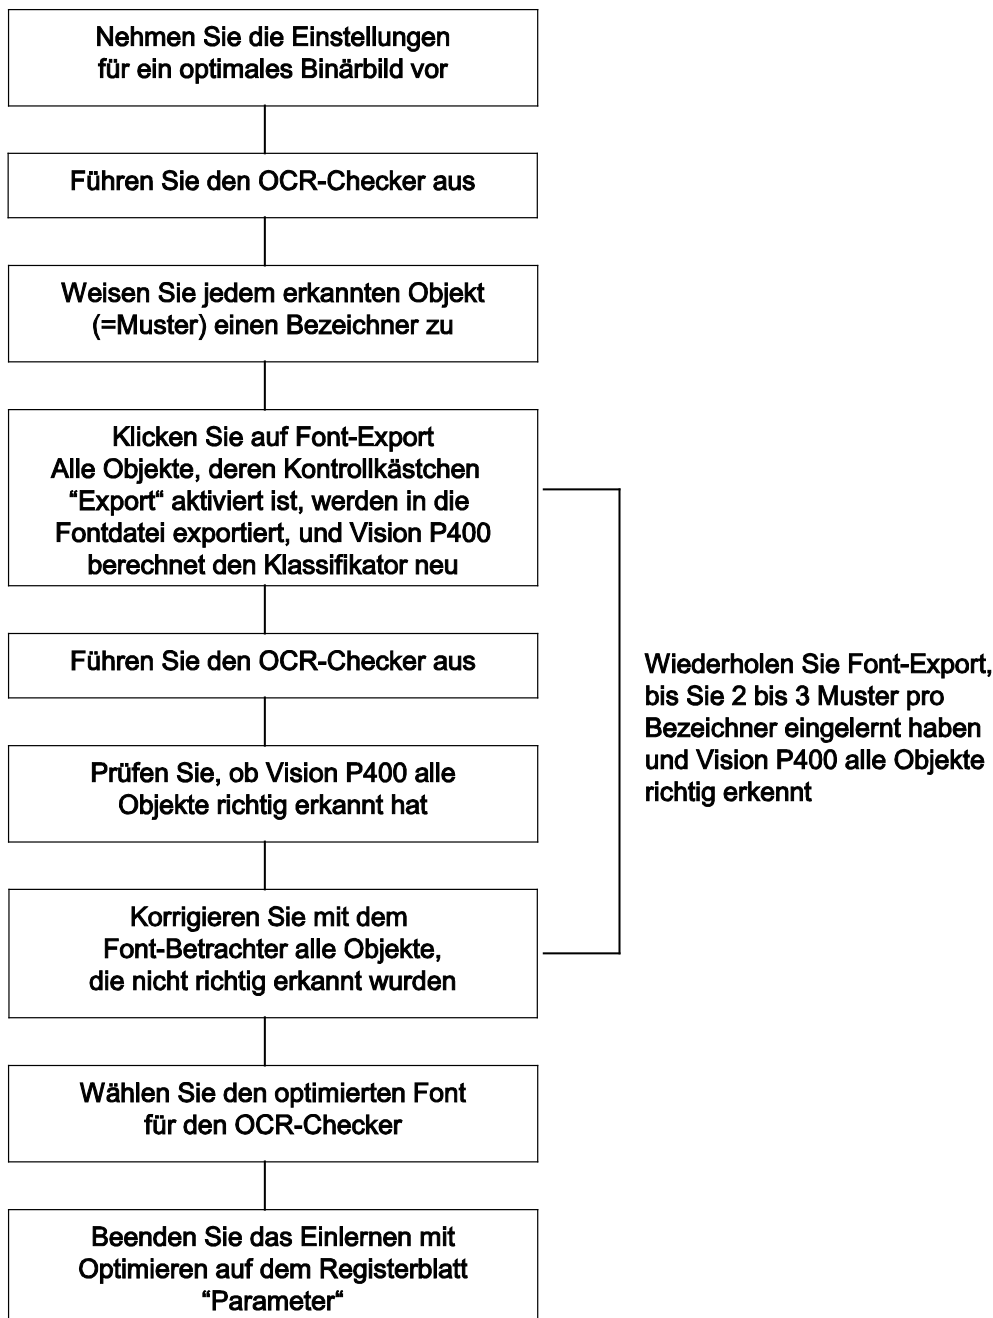 Nehmen Sie die Einstellungen
für ein optimales Binärbild vor
Führen Sie den OCR-Checker aus
Weisen Sie jedem erkannten Objekt
(=Muster) einen Bezeichner zu
Klicken Sie auf Font-Export
Alle Objekte, deren Kontrollkästchen
“Export“ aktiviert ist, werden in die
Fontdatei exportiert, und Vision P400
berechnet den Klassifikator neu
Führen Sie den OCR-Checker aus
Prüfen Sie, ob Vision P400 alle
Objekte richtig erkannt hat
Korrigieren Sie mit dem
Font-Betrachter alle Objekte,
die nicht richtig erkannt wurden
Wiederholen Sie Font-Export,
bis Sie 2 bis 3 Muster pro
Bezeichner eingelernt haben
und Vision P400 alle Objekte
richtig erkennt
Wählen Sie den optimierten Font
für den OCR-Checker
Beenden Sie das Einlernen mit
Optimieren auf dem Registerblatt
“Parameter“